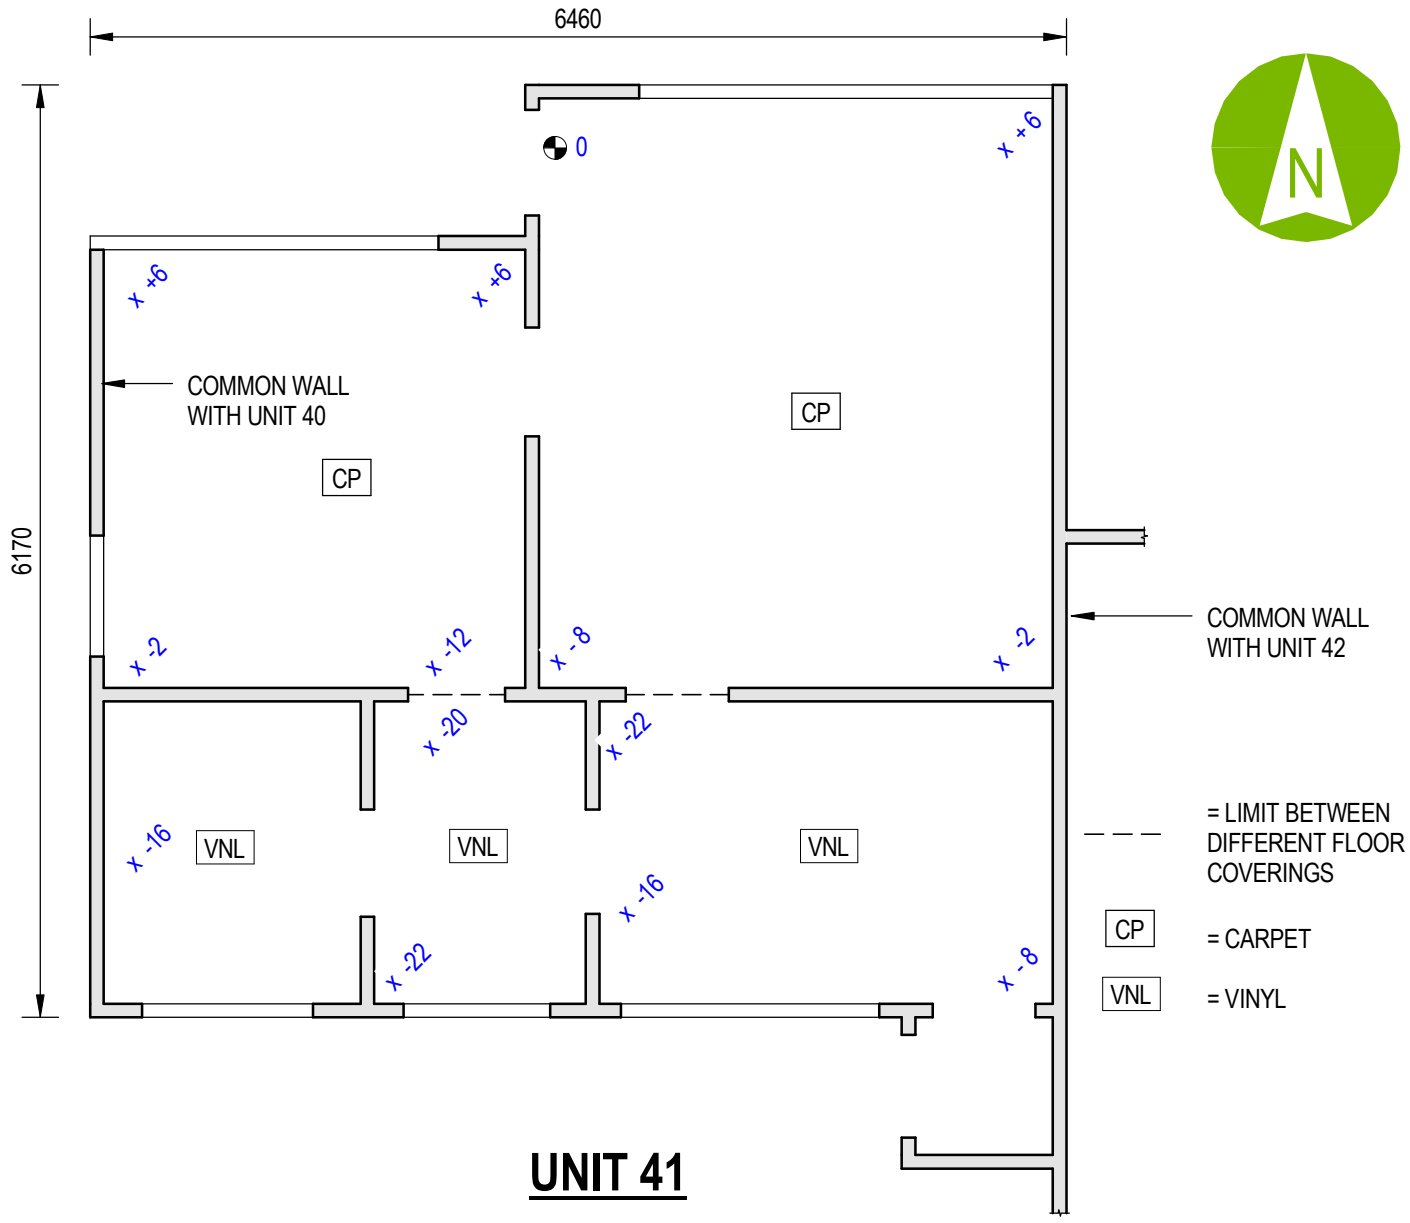 6460
N
0
x +6
x +6
x +6
COMMON WALL
WITH UNIT 40
CP
CP
6170
COMMON WALL
WITH UNIT 42
x -2
x -12
x - 8
x -2
x -20
x -22
x -16
VNL
VNL
VNL
x -16
x -22
x - 8
= LIMIT BETWEEN
DIFFERENT FLOOR
COVERINGS
CP = CARPET
VNL = VINYL
UNIT 41